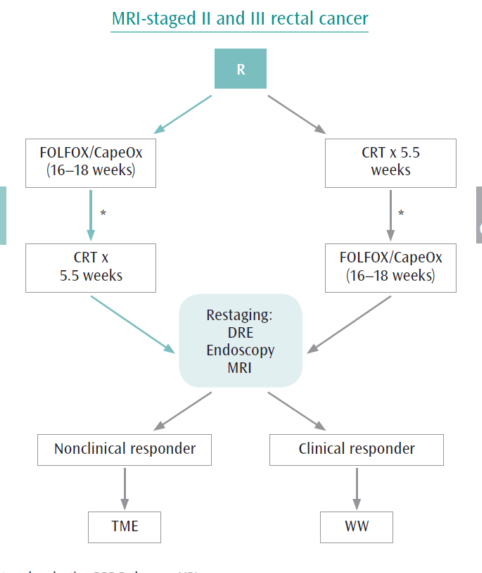 MRI-staged II and III rectal cancer
R
FOLFOX/CapeOx
(16–18 weeks)
CRT x 5.5
weeks
*
*
CRT x
5.5 weeks
FOLFOX/CapeOx
(16–18 weeks)
Restaging:
DRE
Endoscopy
MRI
Nonclinical responder
Clinical responder
TME
WW